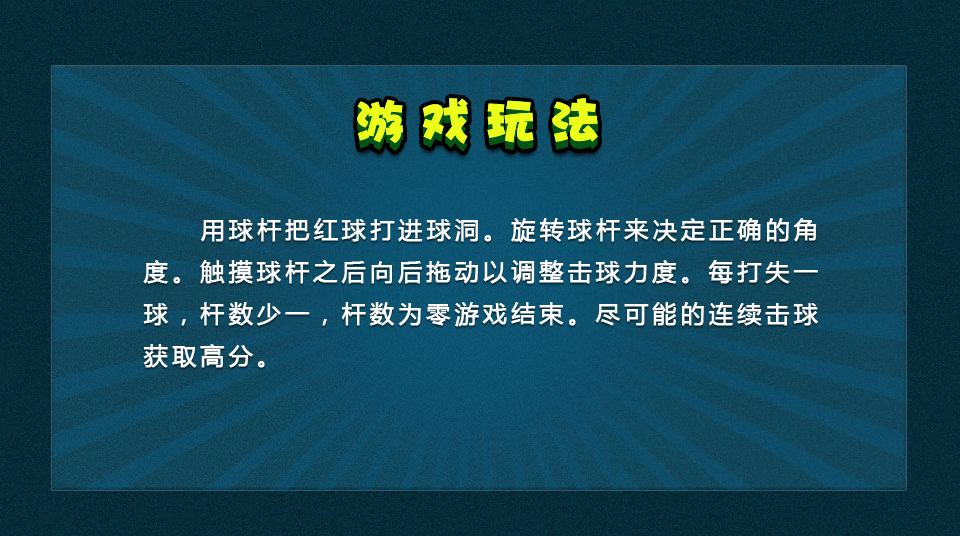 游戏玩法
用球杆把红球打进球洞。旋转球杆来决定正确的角
度。触摸球杆之后向后拖动以调整击球力度。每打失一
球，杆数少一，杆数为零游戏结束。尽可能的连续击球
获取高分。